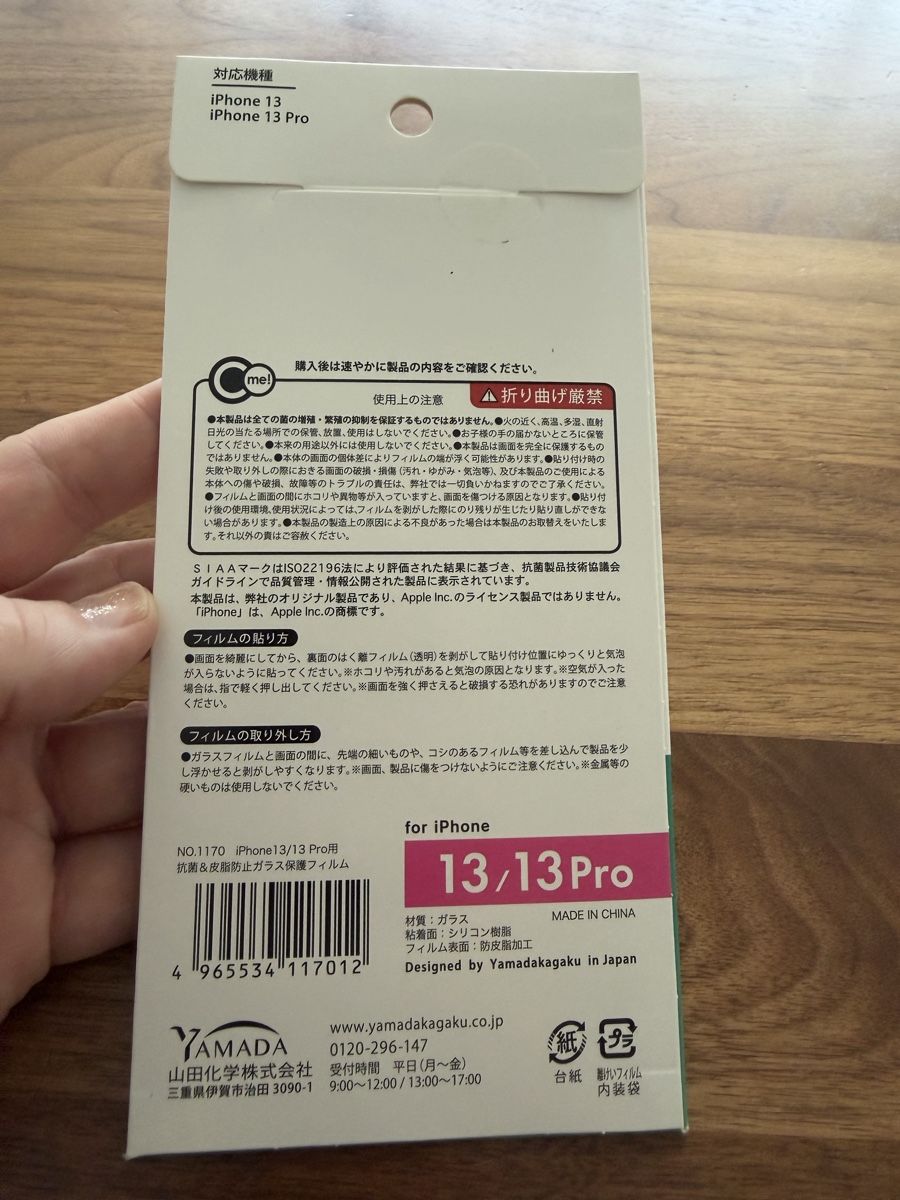 対応機種
iPhone 13
iPhone 13 Pro
C me!
購入後は速やかに製品の内容をご確認ください。
使用上の注意
折り曲げ厳禁
●本製品は全ての菌の増殖・繁殖の抑制を保証するものではありません。●火の近く、高温、多湿、直射
日光の当たる場所での保管、放置、使用はしないでください。●お子様の手の届かないところに保管
してください。●本来の用途以外には使用しないでください。●本製品は画面を完全に保護するもの
ではありません。●本体の画面の個体差によりフィルムの端が浮く可能性があります。●貼り付け時の
失敗や取り外しの際におきる画面の破損・損傷(汚れ・ゆがみ・気泡等)、及び本製品のご使用による
本体への傷や破損、故障等のトラブルの責任は、弊社では一切負いかねますのでご了承ください。
●フィルムと画面の間にホコリや異物等が入っていますと、画面を傷つける原因となります。●貼り付
け後の使用環境、使用状況によっては、フィルムを剥がした際にのり残りが生じたり貼り直しができな
い場合があります。●本製品の製造上の原因による不良があった場合は本製品のお取替えをいたしま
す。それ以外の責はご容赦ください。
SIAAマークはISO22196法により評価された結果に基づき、抗菌製品技術協議会
ガイドラインで品質管理・情報公開された製品に表示されています。
本製品は、弊社のオリジナル製品であり、Apple Inc.のライセンス製品ではありません。
「iPhone」は、Apple Inc.の商標です。
フィルムの貼り方
●画面を綺麗にしてから、裏面のはく離フィルム(透明)を剥がして貼り付け位置にゆっくりと気泡
が入らないように貼ってください。※ホコリや汚れがあると気泡の原因となります。※空気が入った
場合は、指で軽く押し出してください。※画面を強く押さえると破損する恐れがありますのでご注意
ください。
フィルムの取り外し方
●ガラスフィルムと画面の間に、先端の細いものや、コシのあるフィルム等を差し込んで製品を少
し浮かせると剥がしやすくなります。※画面、製品に傷をつけないようにご注意ください。※金属等の
硬いものは使用しないでください。
for iPhone
13/13Pro
NO.1170 iPhone13/13 Pro用
抗菌&皮脂防止ガラス保護フィルム
4 965534 117012
MADE IN CHINA
材質：ガラス
粘着面：シリコン樹脂
フィルム表面：防皮脂加工
Designed by Yamadakagaku in Japan
YAMADA
山田化学株式会社
三重県伊賀市治田 3090-1
www.yamadakagaku.co.jp
0120-296-147
受付時間 平日(月〜金)
9:00〜12:00 / 13:00〜17:00
紙
台紙
プラ
離けいフィルム
内装袋